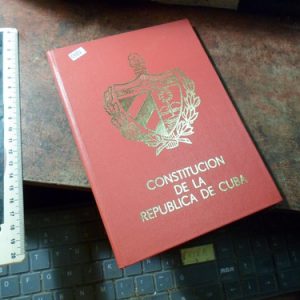 CONSTITUCION
DE LA
REPUBLICA DE CUBA